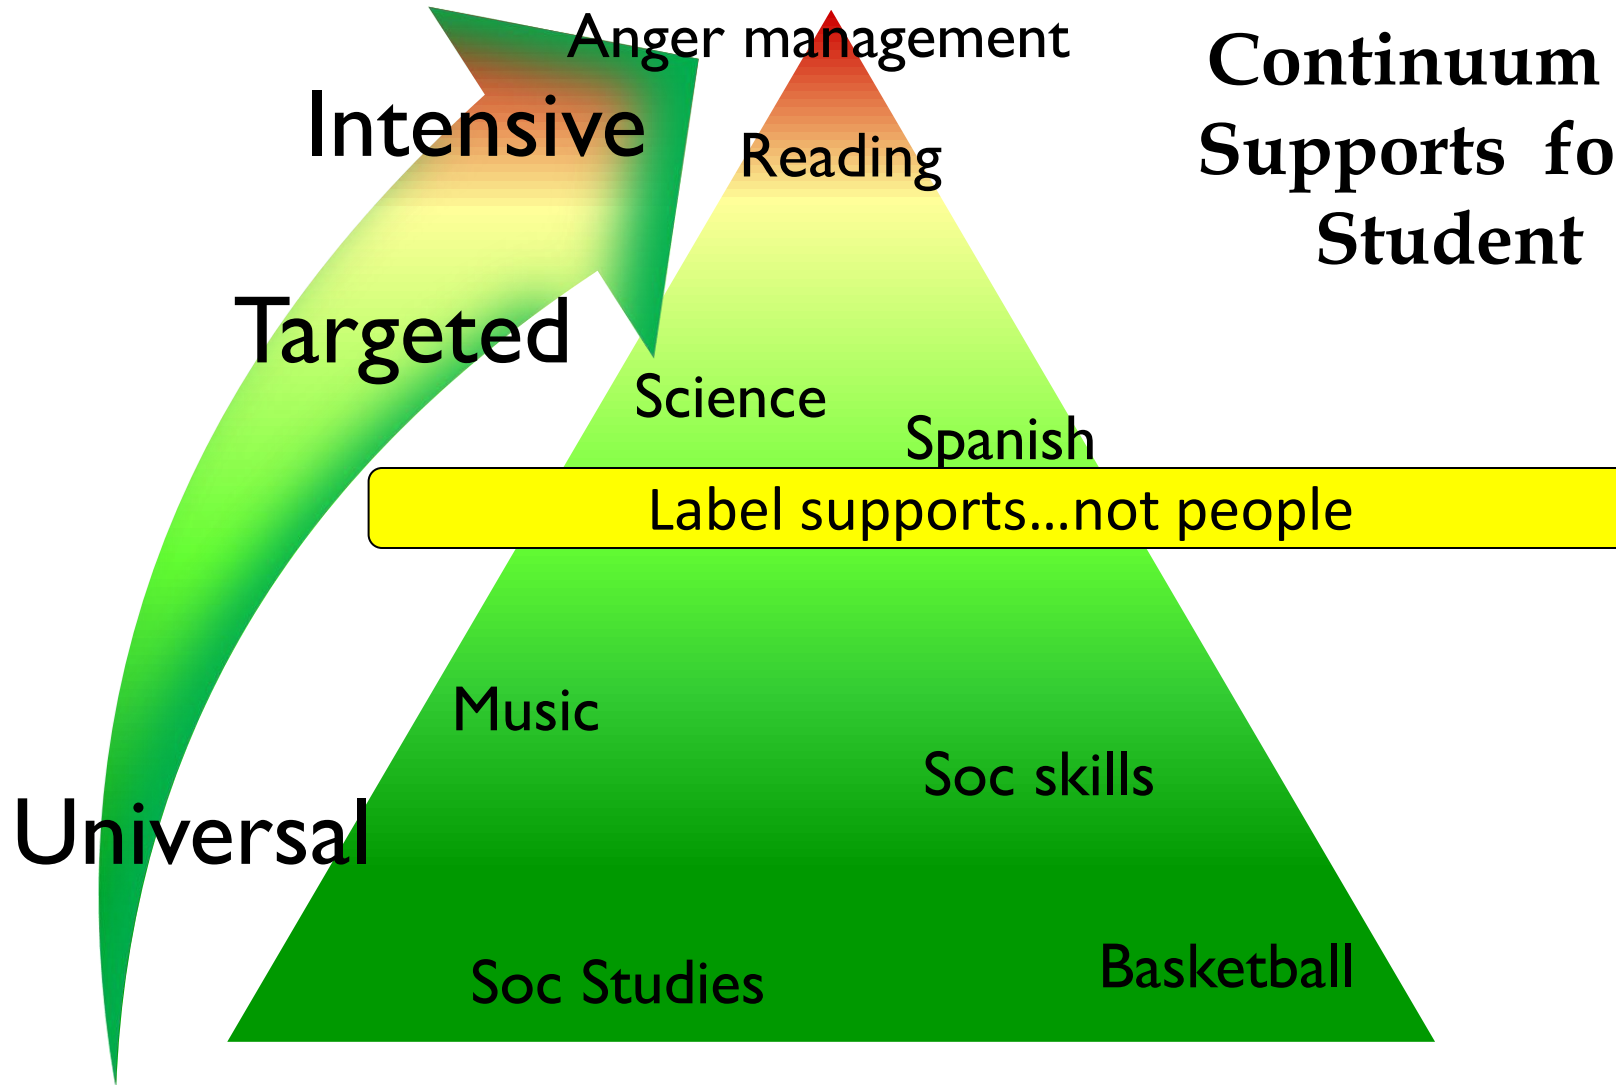 Anger management
Continuum
Supports fo
Student
Intensive
Reading
Targeted
Science
Spanish
Label supports...not people
Music
Soc skills
Universal
Soc Studies
Basketball